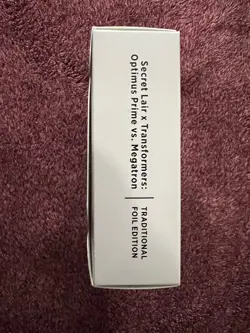 Secret Lair x Transformers:
Optimus Prime vs. Megatron
TRADITIONAL
FOIL EDITION